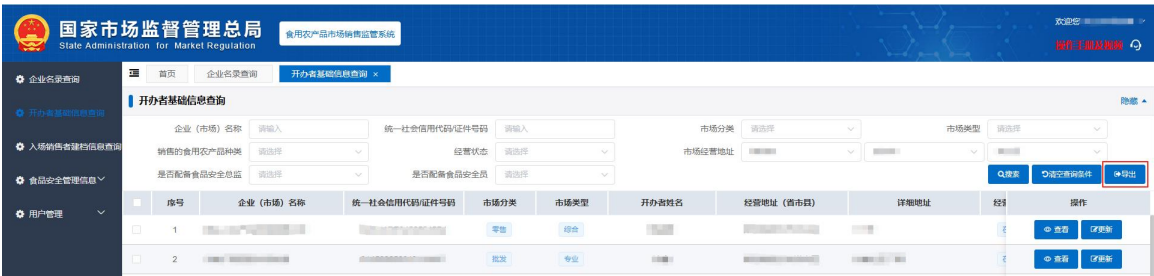 国家市场监督管理总局
State Administration for Market Regulation
食用农产品市场销售监管系统
欢迎您
操作手册及视频
企业名录查询
开办者基础信息查询
入场销售者建档信息查询
食品安全管理信息
用户管理
首页 企业名录查询 开办者基础信息查询 ×
开办者基础信息查询 隐藏
企业（市场）名称 请输入 统一社会信用代码/证件号码 请输入 市场分类 请选择 市场类型 请选择
销售的食用农产品种类 请选择 经营状态 请选择 市场经营地址
是否配备食品安全总监 请选择 是否配备食品安全员 请选择 搜索 清空查询条件 导出
序号 企业（市场）名称 统一社会信用代码/证件号码 市场分类 市场类型 开办者姓名 经营地址（省市县） 详细地址 经营 操作
1 零售 综合 查看 更新
2 批发 专业 查看 更新